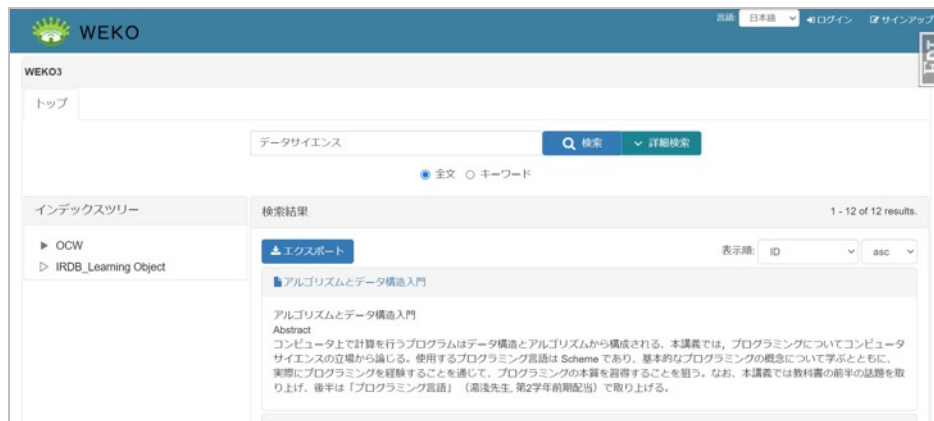 WEKO
言語: 日本語 ログイン サインアップ
WEKO3
トップ
データサイエンス 検索 詳細検索
全文 キーワード
インデックスツリー
検索結果 1 - 12 of 12 results.
OCW
IRDB_Learning Object
エクスポート 表示順: ID asc
アルゴリズムとデータ構造入門
アルゴリズムとデータ構造入門
Abstract
コンピュータ上で計算を行うプログラムはデータ構造とアルゴリズムから構成される。本講義では，プログラミングについてコンピュータ
サイエンスの立場から論じる。使用するプログラミング言語は Scheme であり、基本的なプログラミングの概念について学ぶとともに、
実際にプログラミングを経験することを通じて、プログラミングの本質を習得することを狙う。なお、本講義では教科書の前半の話題を取
り上げ、後半は「プログラミング言語」（湯浅先生, 第2学年前期配当）で取り上げる。